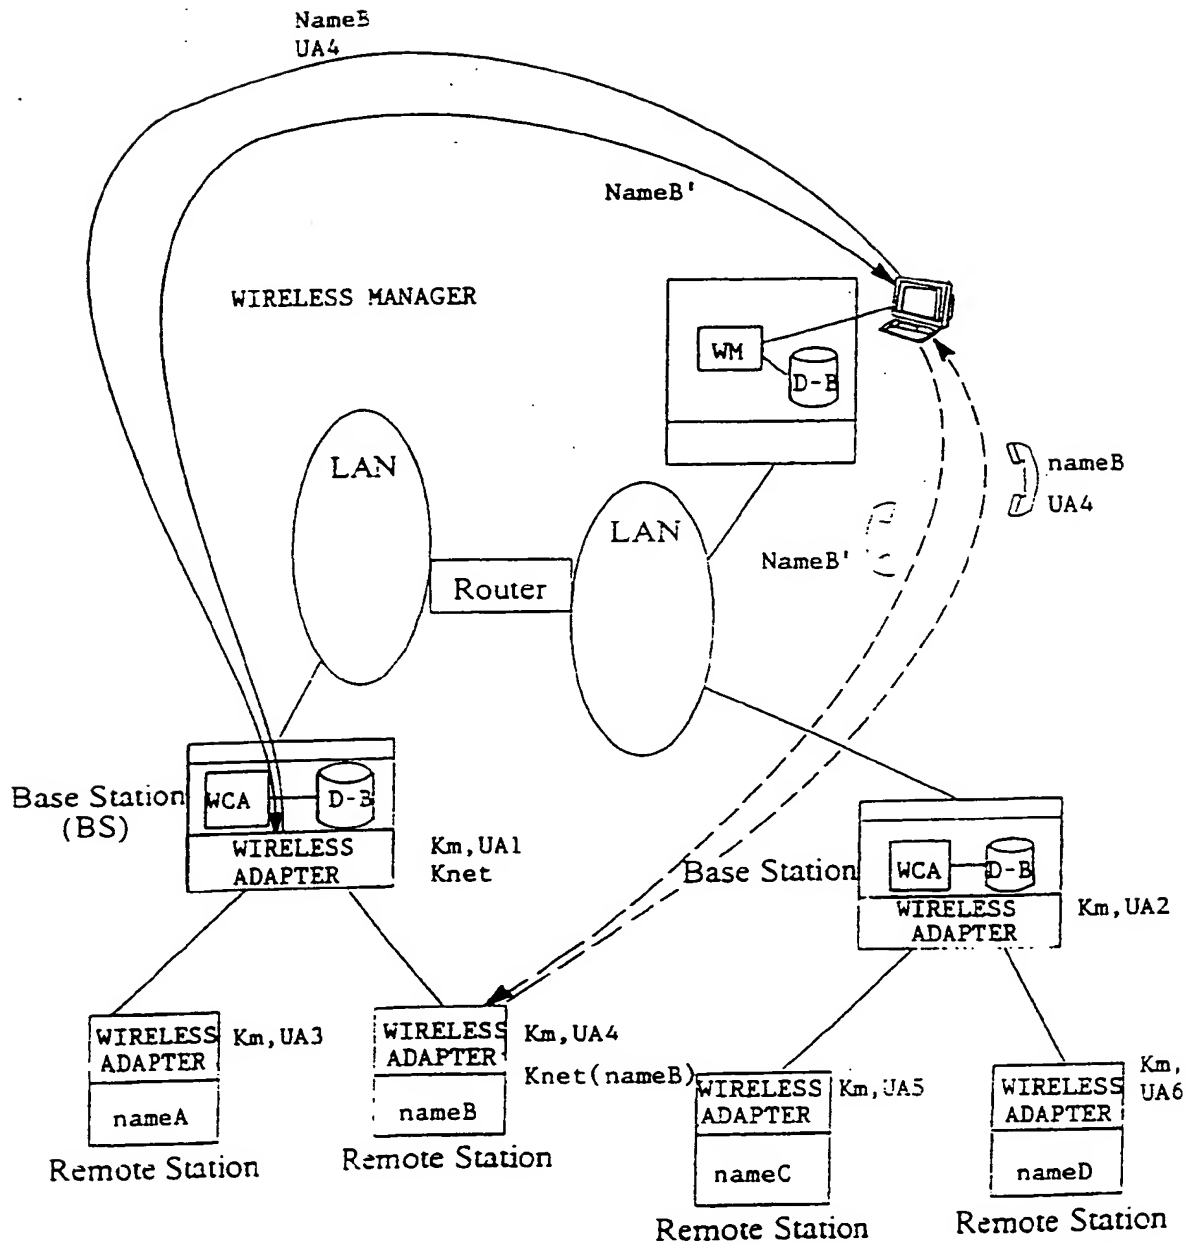 NameB
UA4
NameB'
WIRELESS MANAGER
WM
D-B
LAN
LAN
nameB
UA4
NameB'
Router
Base Station
(BS)
WCA
D-B
WIRELESS
ADAPTER
Km,UA1
Knet
Base Station
WCA
D-B
WIRELESS
ADAPTER
Km,UA2
WIRELESS
ADAPTER
Km,UA3
nameA
Remote Station
WIRELESS
ADAPTER
Km,UA4
Knet(nameB)
nameB
Remote Station
WIRELESS
ADAPTER
Km,UA5
nameC
Remote Station
WIRELESS
ADAPTER
Km,
UA6
nameD
Remote Station